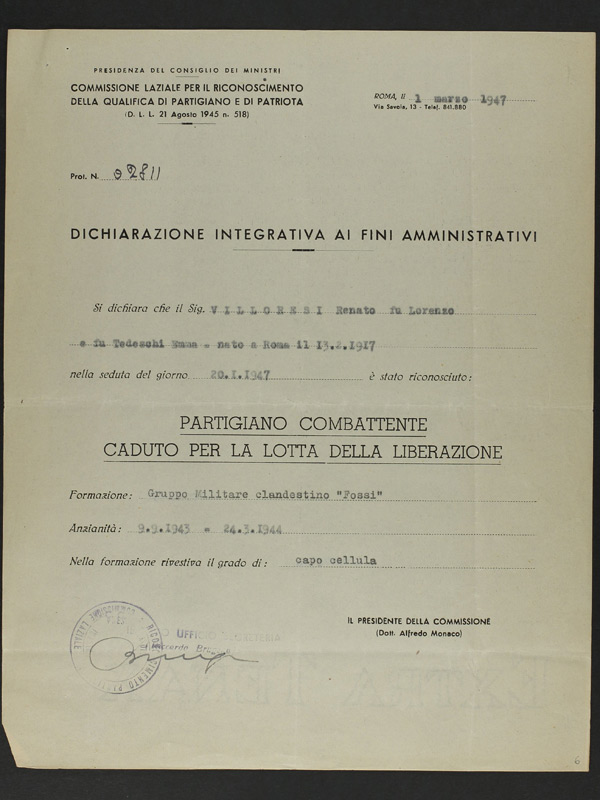 PRESIDENZA DEL CONSIGLIO DEI MINISTRI
COMMISSIONE LAZIALE PER IL RICONOSCIMENTO
DELLA QUALIFICA DI PARTIGIANO E DI PATRIOTA
(D. L. L. 21 Agosto 1945 n. 518)
ROMA, li 1 marzo 1947
Via Savoia, 13 - Telef. 841.880
Prot. N. 02811
DICHIARAZIONE INTEGRATIVA AI FINI AMMINISTRATIVI
Si dichiara che il Sig. VILLORESI Renato fu Lorenzo
e fu Tedeschi Emma = nato a Roma il 13.2.1917
nella seduta del giorno 20.I.1947 è stato riconosciuto:
PARTIGIANO COMBATTENTE
CADUTO PER LA LOTTA DELLA LIBERAZIONE
Formazione: Gruppo Militare clandestino "Fossi"
Anzianità: 9.9.1943 = 24.3.1944
Nella formazione rivestiva il grado di: capo cellula
IL PRESIDENTE DELLA COMMISSIONE
(Dott. Alfredo Monaco)
UFFICIO SEGRETERIA
6